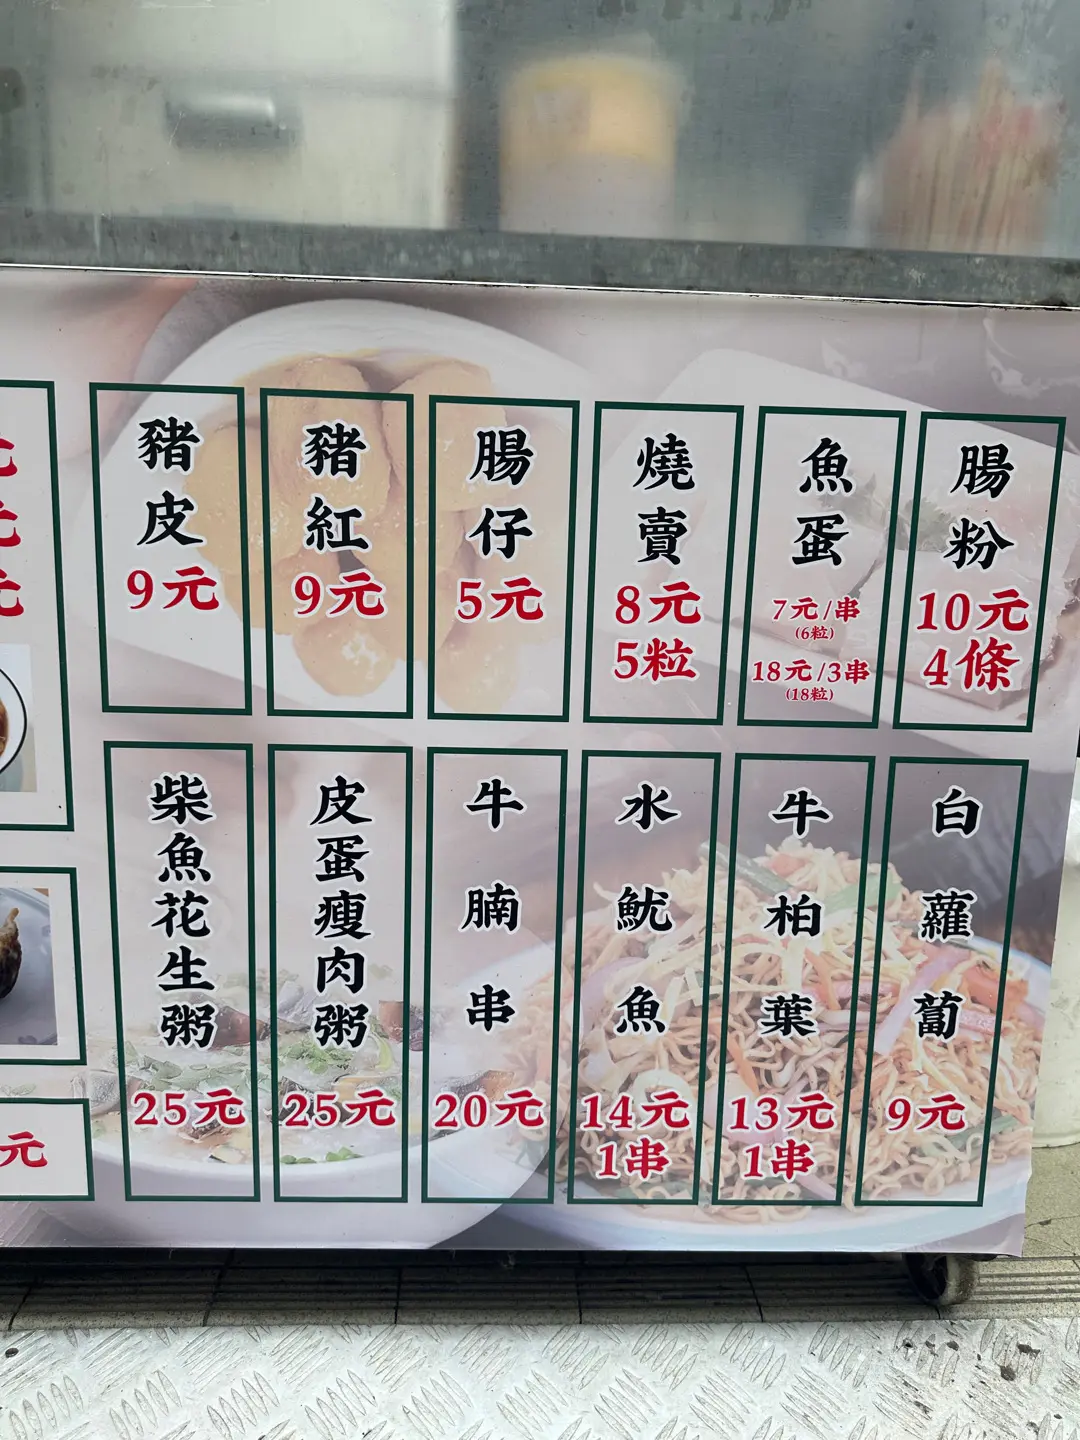 元
元
元
豬皮
9元
豬紅
9元
腸仔
5元
燒賣
8元
5粒
魚蛋
7元/串
(6粒)
18元/3串
(18粒)
腸粉
10元
4條
元
柴魚花生粥
25元
皮蛋瘦肉粥
25元
牛腩串
20元
水魷魚
14元
1串
牛柏葉
13元
1串
白蘿蔔
9元